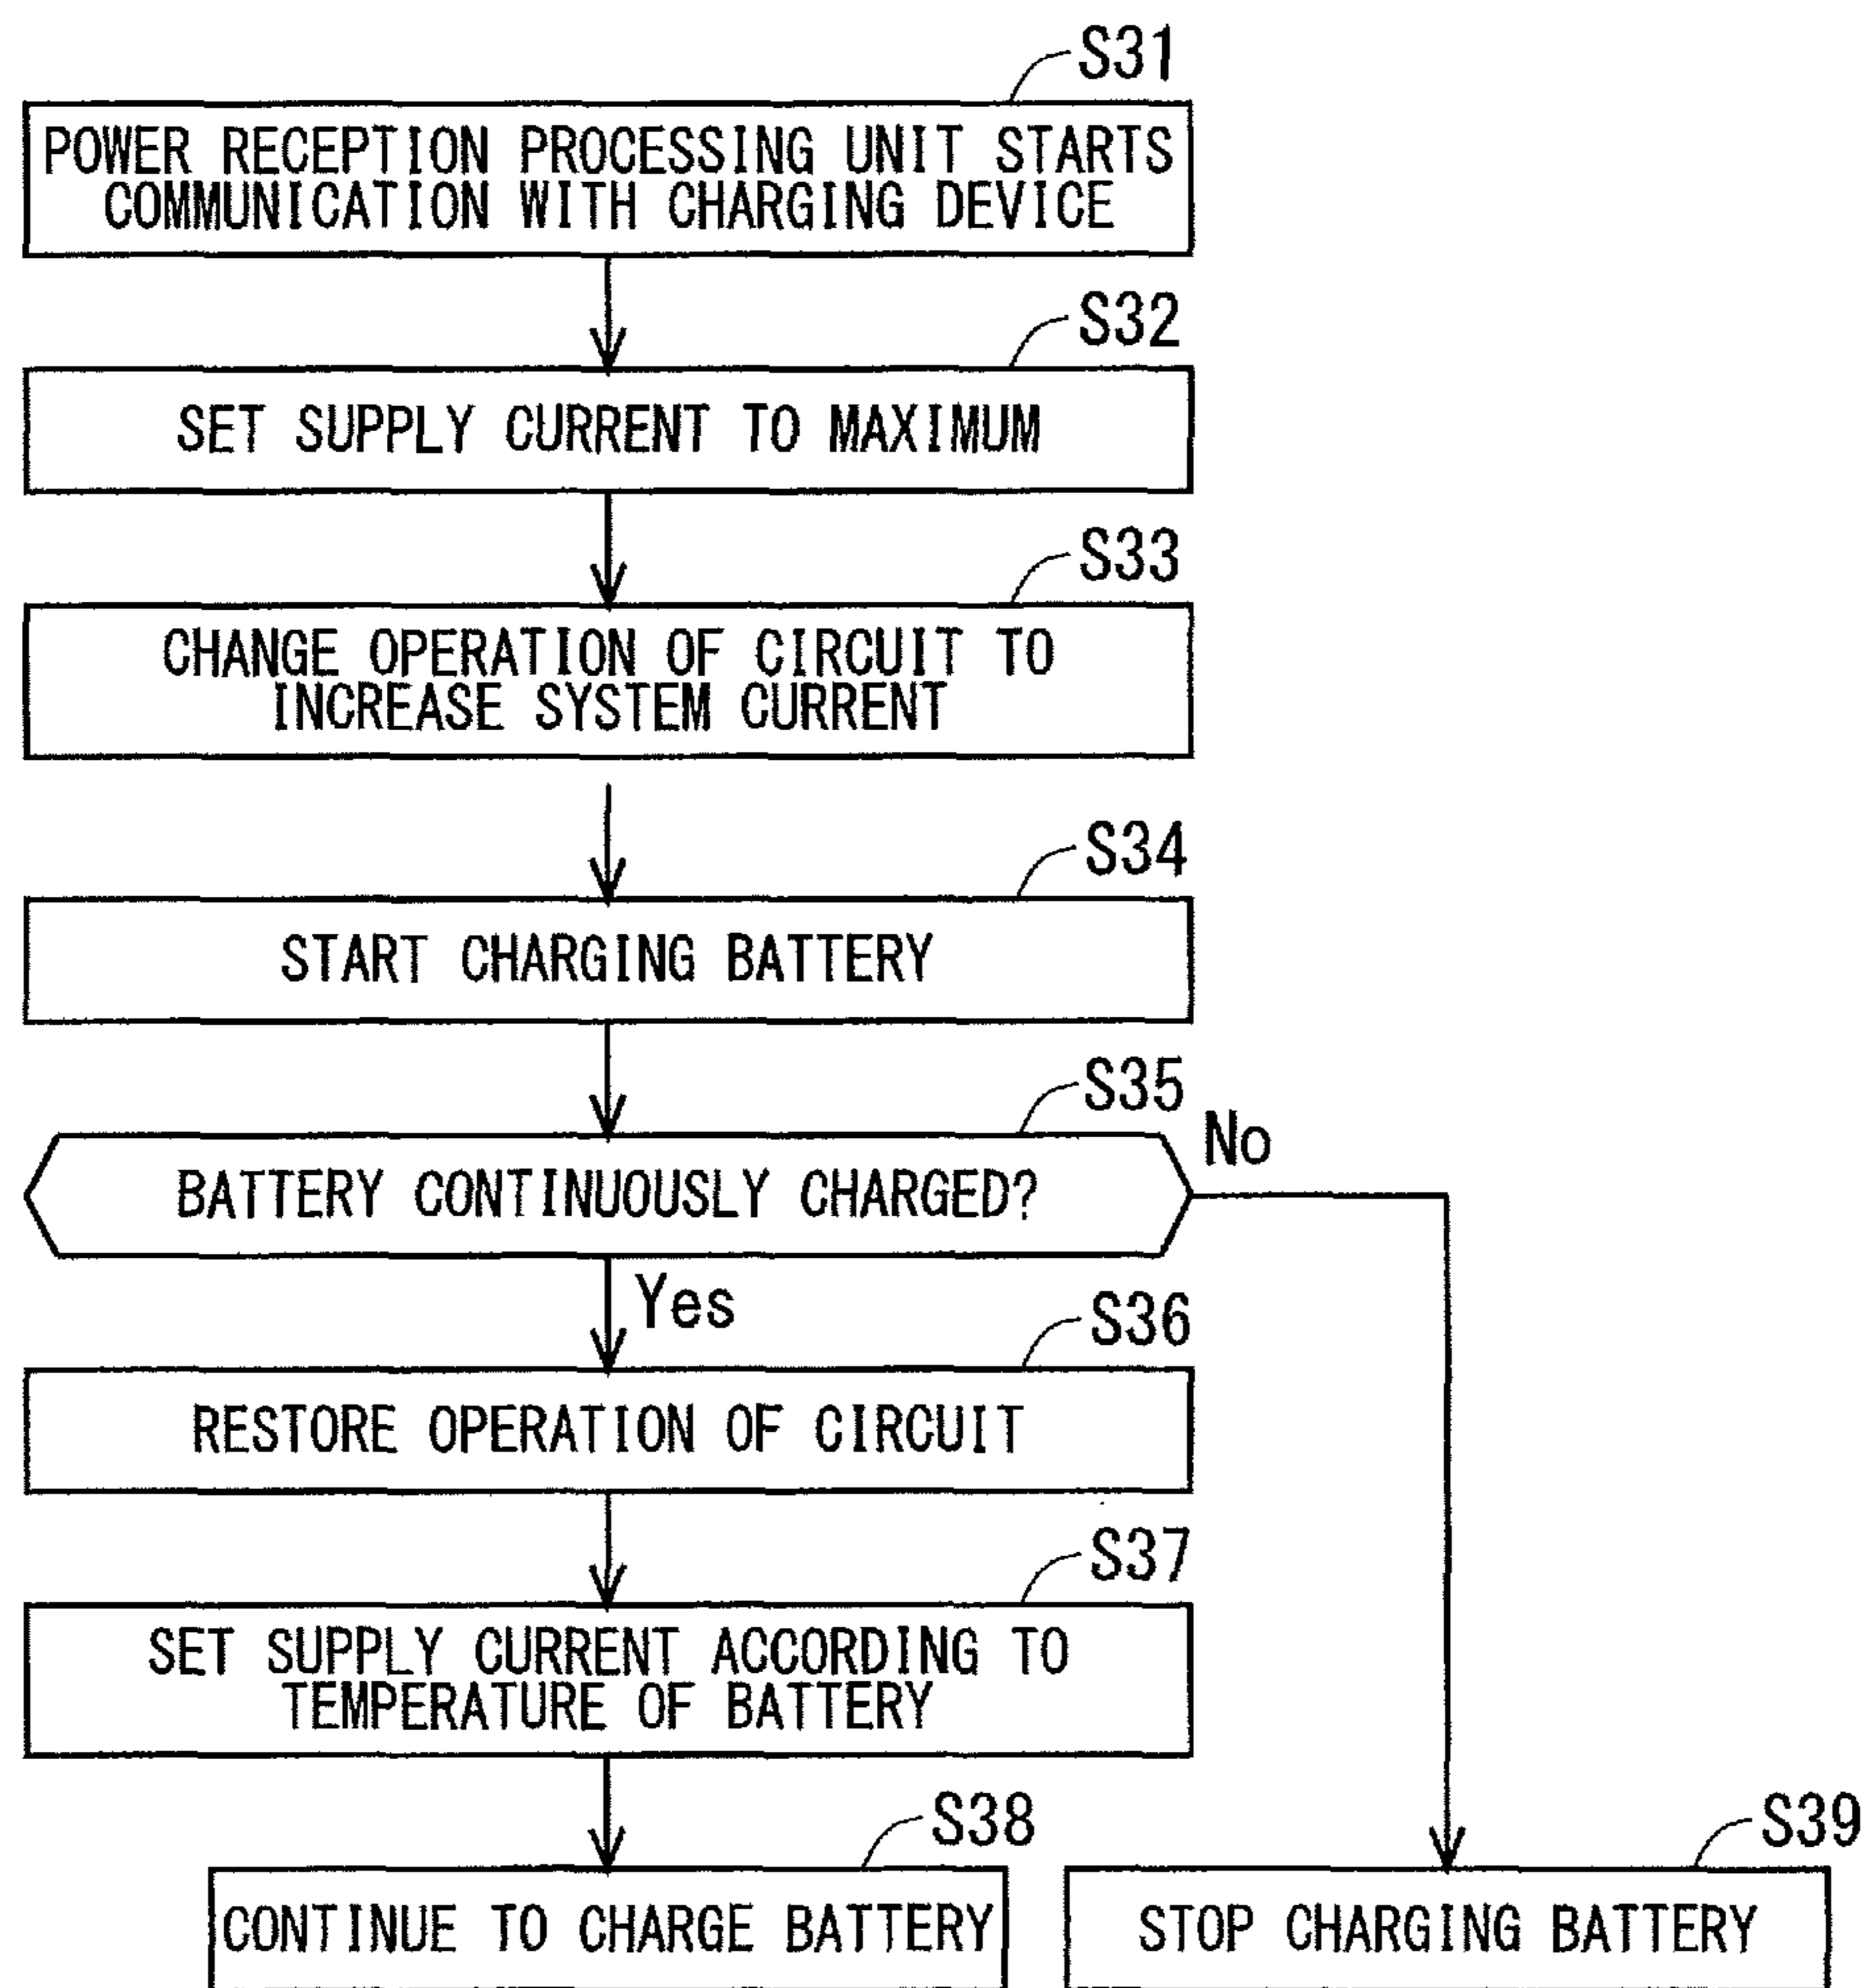 S31
POWER RECEPTION PROCESSING UNIT STARTS
COMMUNICATION WITH CHARGING DEVICE
S32
SET SUPPLY CURRENT TO MAXIMUM
S33
CHANGE OPERATION OF CIRCUIT TO
INCREASE SYSTEM CURRENT
S34
START CHARGING BATTERY
S35
BATTERY CONTINUOUSLY CHARGED?
No
Yes
S36
RESTORE OPERATION OF CIRCUIT
S37
SET SUPPLY CURRENT ACCORDING TO
TEMPERATURE OF BATTERY
S38
CONTINUE TO CHARGE BATTERY
S39
STOP CHARGING BATTERY